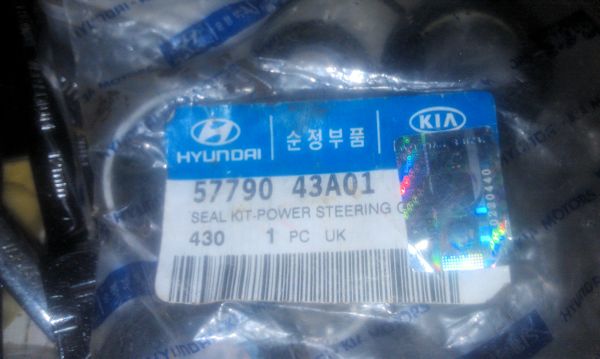 HYUNDAI 순정부품 KIA
57790 43A01
SEAL KIT-POWER STEERING
430 1 PC UK